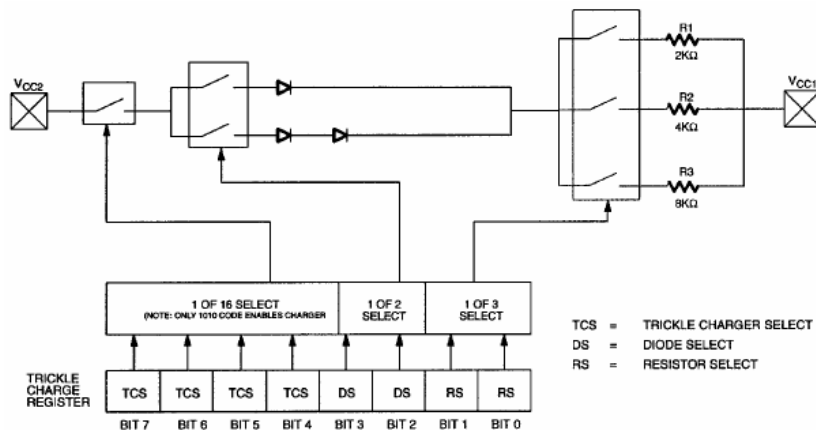 R1
2KΩ
VCC2
VCC1
R2
4KΩ
R3
8KΩ
1 OF 16 SELECT
(NOTE: ONLY 1010 CODE ENABLES CHARGER
1 OF 2
SELECT
1 OF 3
SELECT
TCS = TRICKLE CHARGER SELECT
DS = DIODE SELECT
RS = RESISTOR SELECT
TRICKLE
CHARGE
REGISTER
TCS TCS TCS TCS DS DS RS RS
BIT 7 BIT 6 BIT 5 BIT 4 BIT 3 BIT 2 BIT 1 BIT 0